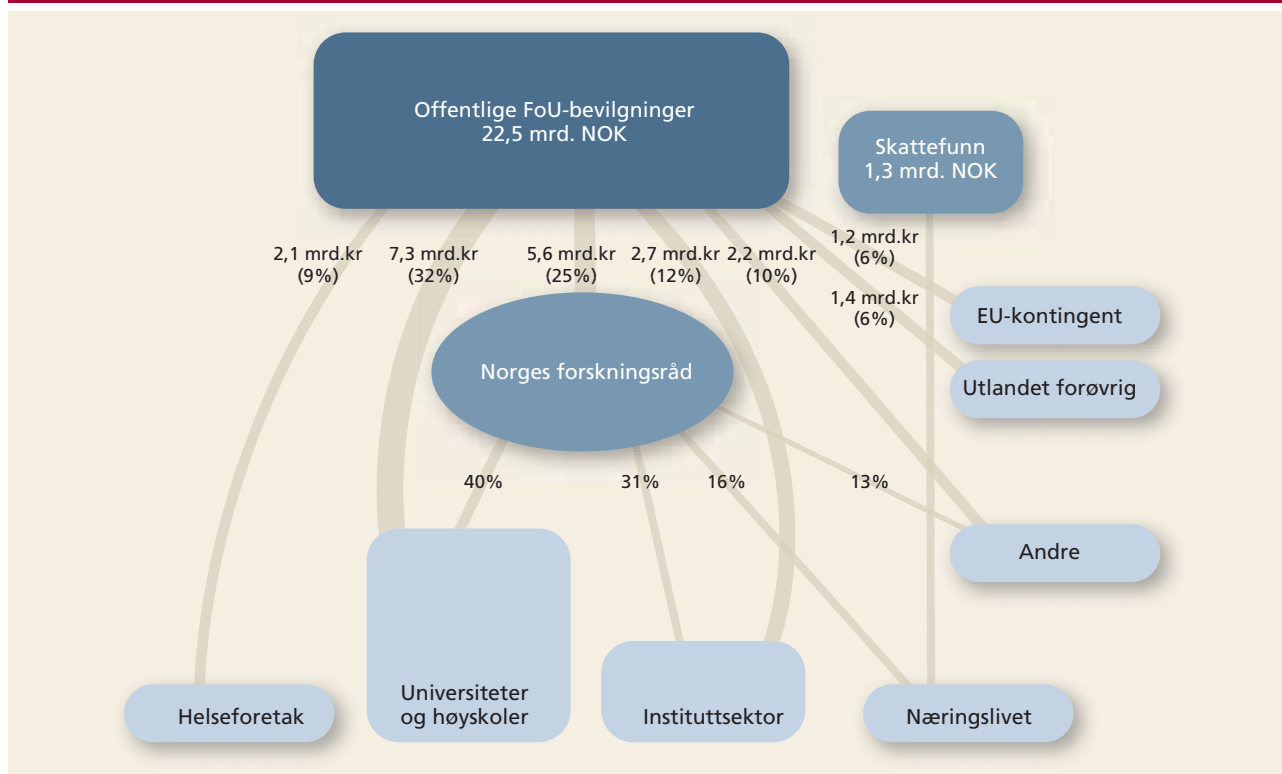 Offentlige FoU-bevilgninger
22,5 mrd. NOK
Skattefunn
1,3 mrd. NOK
2,1 mrd.kr
(9%)
7,3 mrd.kr
(32%)
5,6 mrd.kr
(25%)
2,7 mrd.kr
(12%)
2,2 mrd.kr
(10%)
1,2 mrd.kr
(6%)
1,4 mrd.kr
(6%)
EU-kontingent
Utlandet forøvrig
Norges forskningsråd
40%
31%
16%
13%
Andre
Helseforetak
Universiteter
og høyskoler
Instituttsektor
Næringslivet